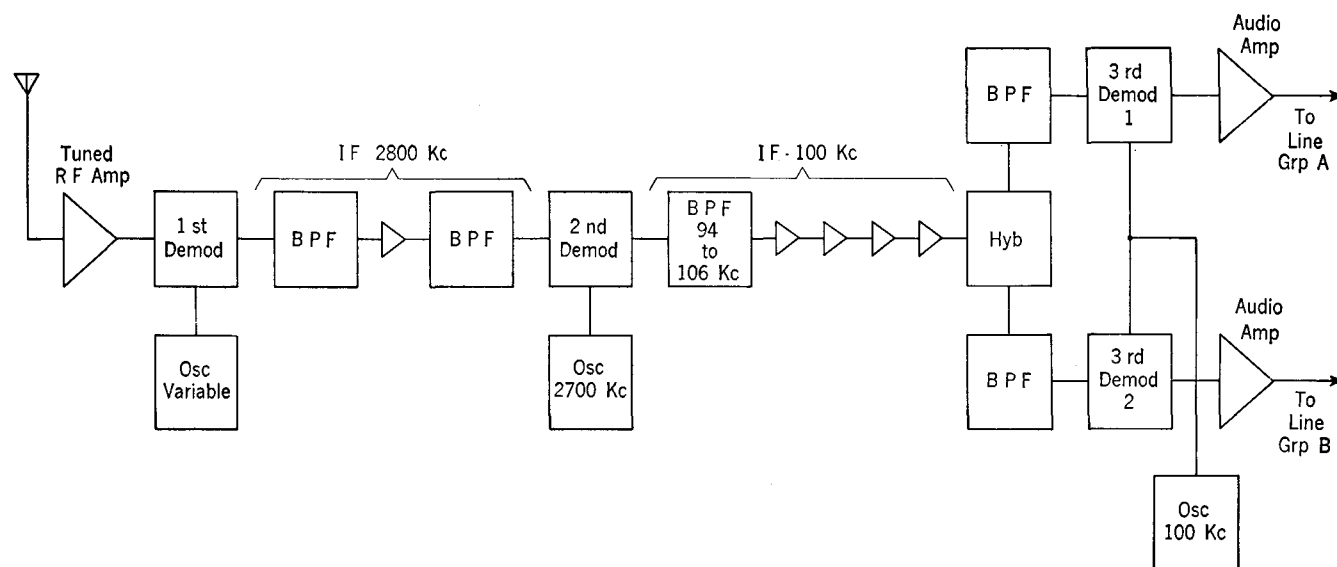 Tuned
R F Amp
1 st
Demod
Osc
Variable
I F 2800 Kc
B P F
B P F
2 nd
Demod
Osc
2700 Kc
I F - 100 Kc
B P F
94
to
106 Kc
Hyb
B P F
3 rd
Demod
1
Audio
Amp
To
Line
Grp A
B P F
3 rd
Demod
2
Audio
Amp
To
Line
Grp B
Osc
100 Kc